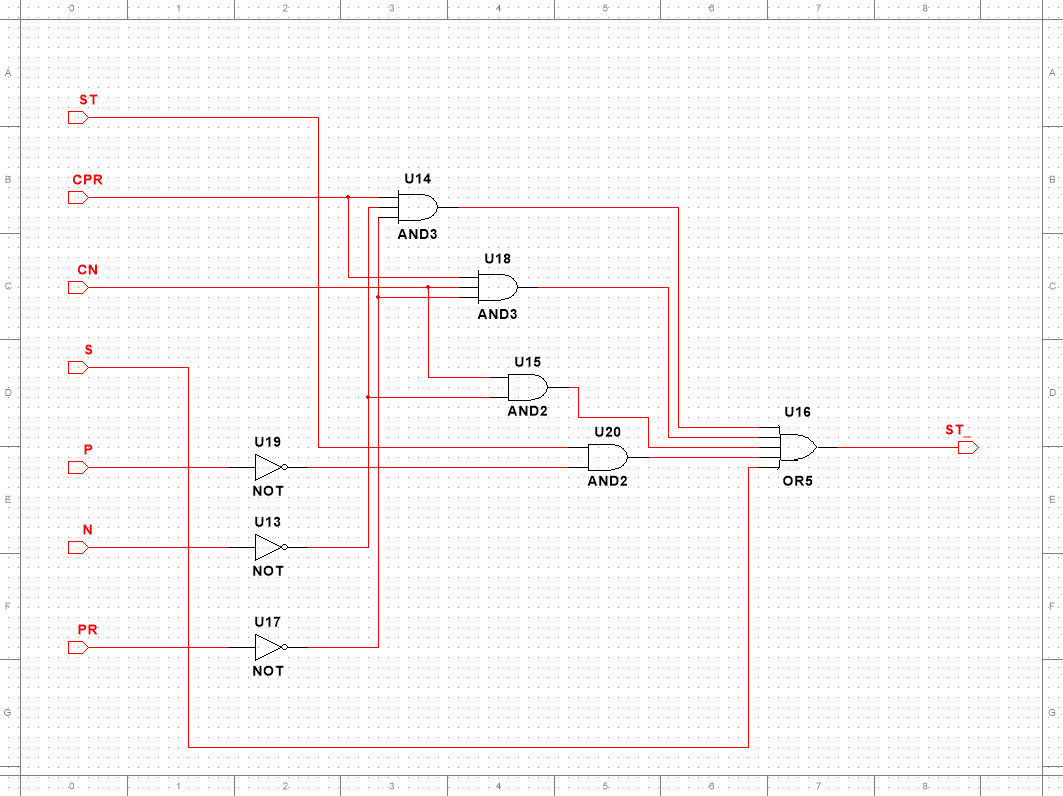 0 1 2 3 4 5 6 7 8
A A
ST
B B
CPR
U14
AND3
C C
CN
U18
AND3
S
U15
D D
AND2
U16
U20
ST_
P
U19
OR5
AND2
NOT
E E
N
U13
NOT
F F
PR
U17
NOT
G G
0 1 2 3 4 5 6 7 8